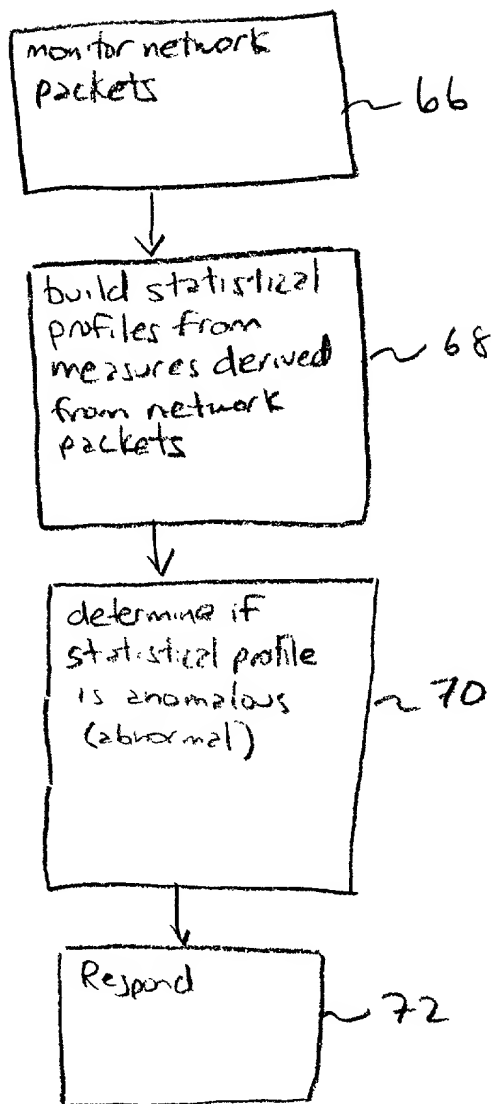 monitor network
packets
66
build statistical
profiles from
measures derived
from network
packets
68
determine if
statistical profile
is anomalous
(abnormal)
70
Respond
72